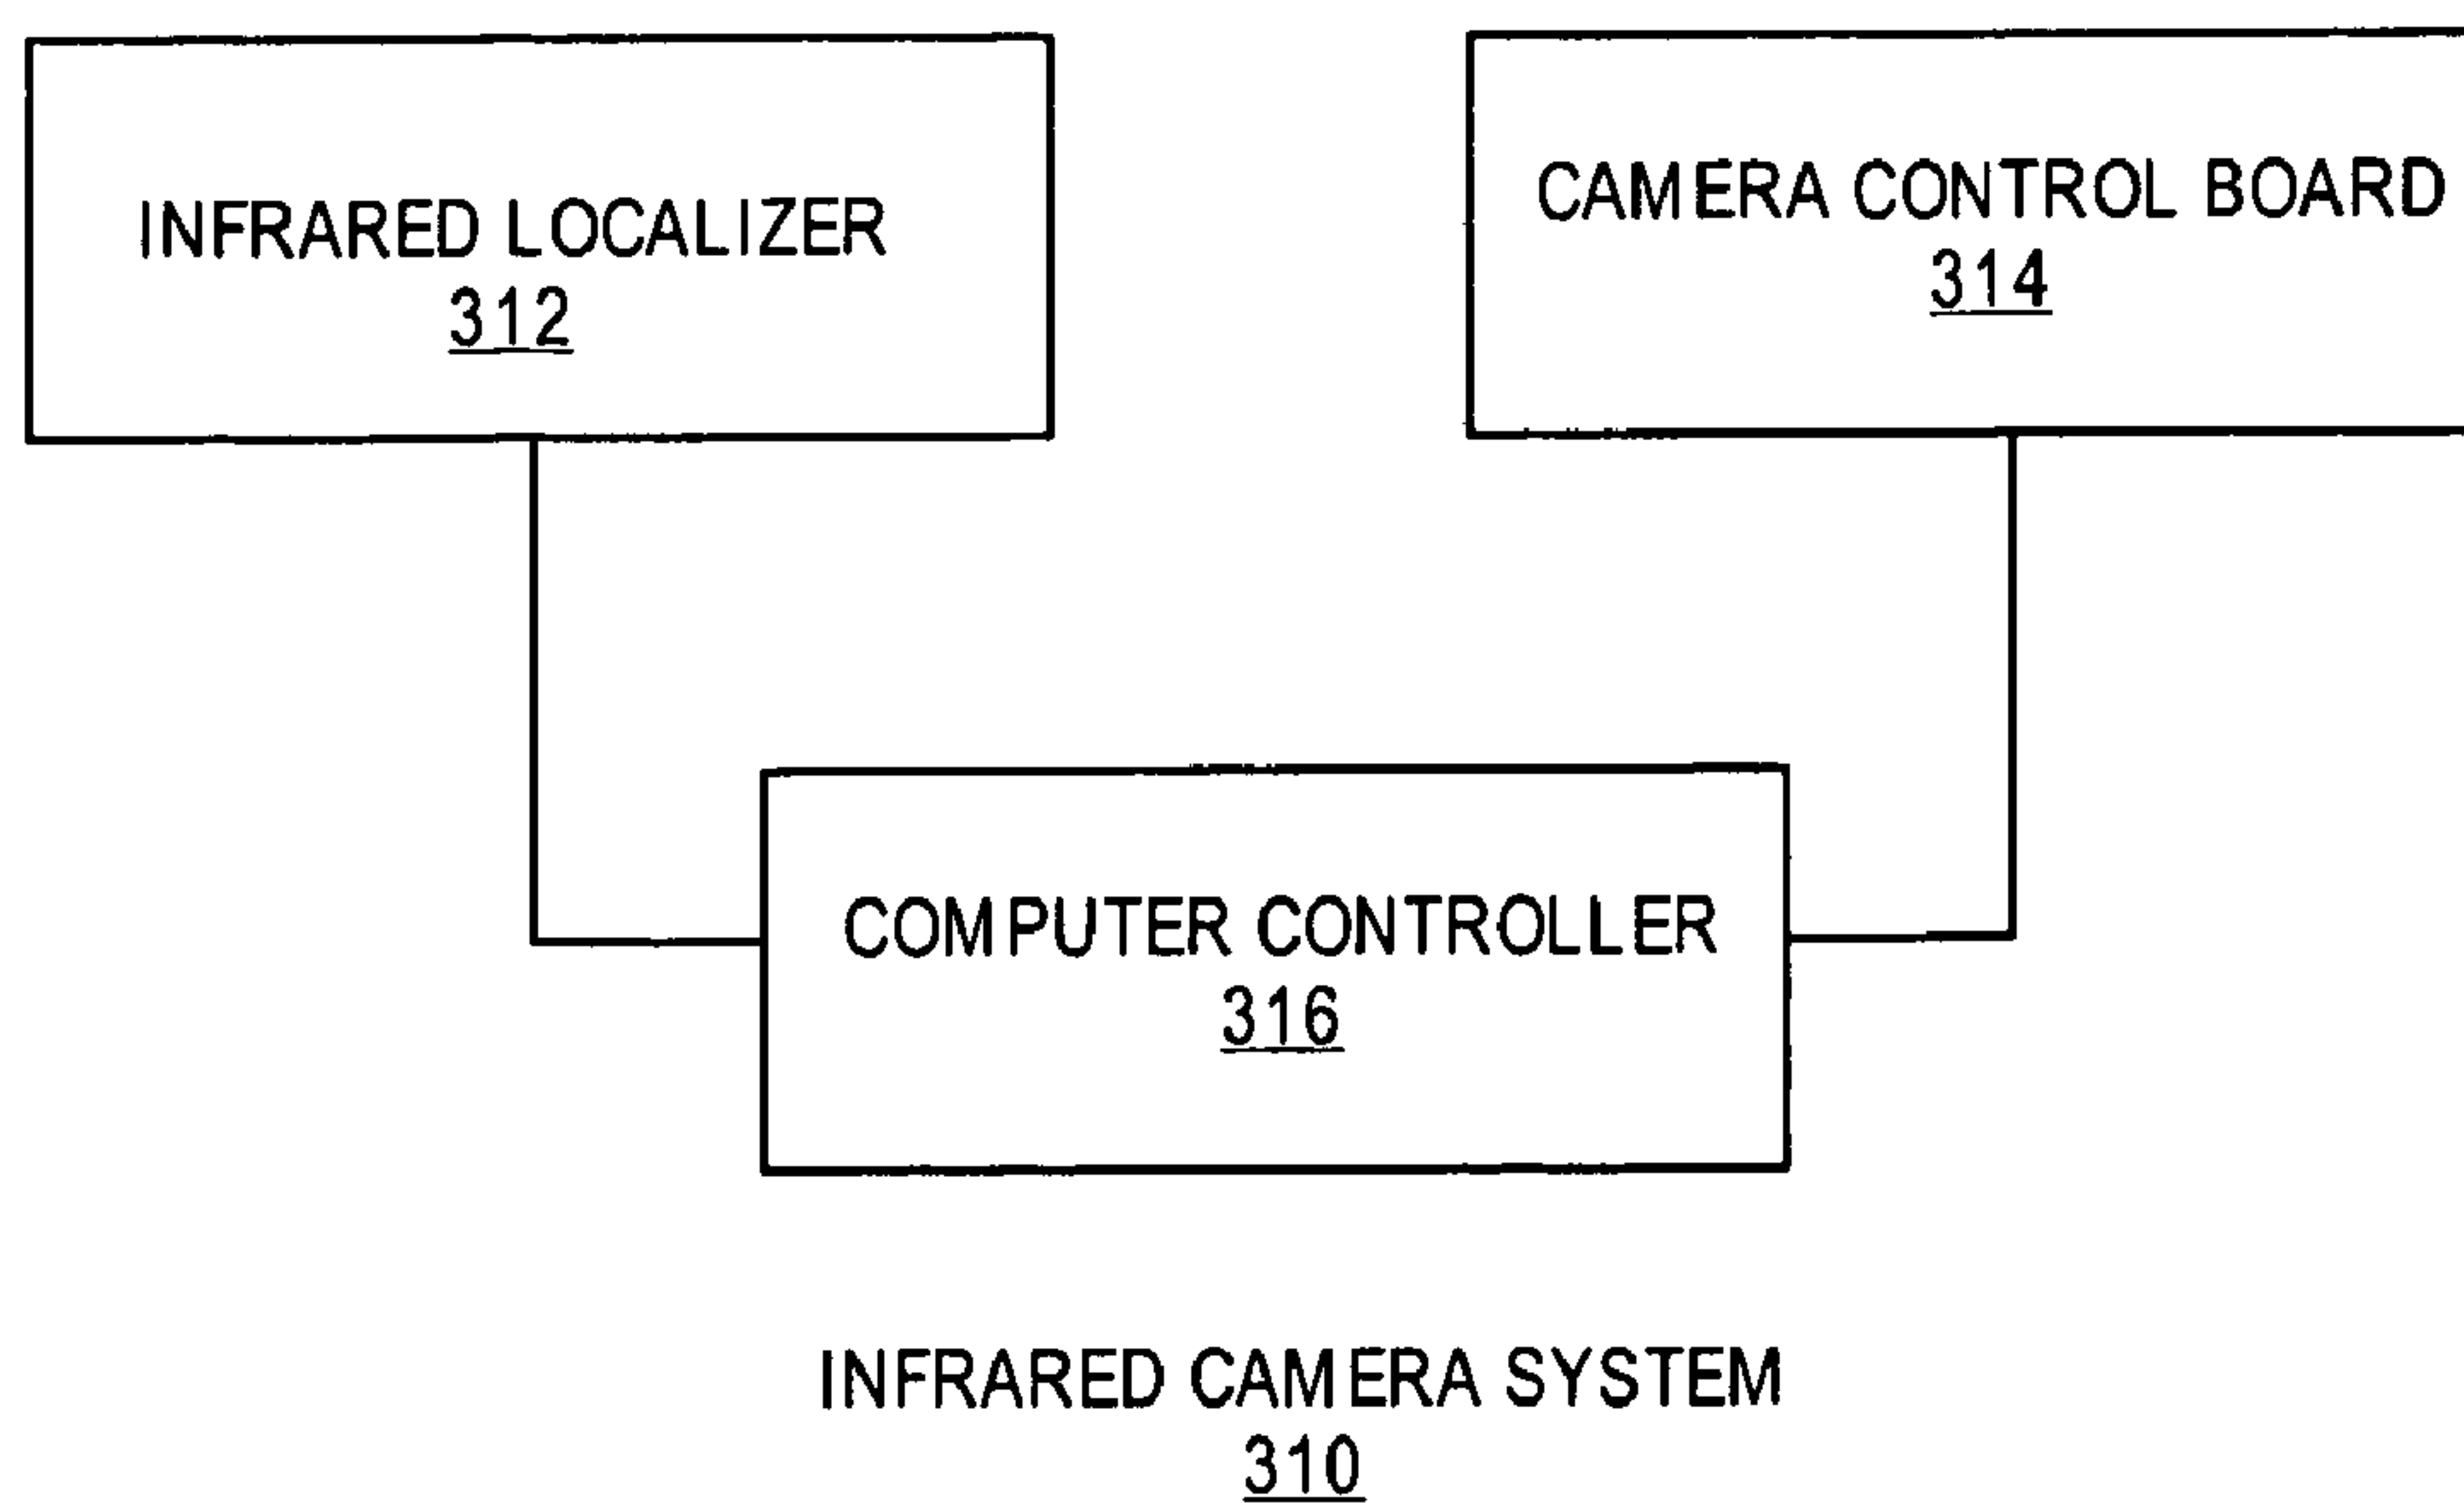 INFRARED LOCALIZER
312
CAMERA CONTROL BOARD
314
COMPUTER CONTROLLER
316
INFRARED CAMERA SYSTEM
310